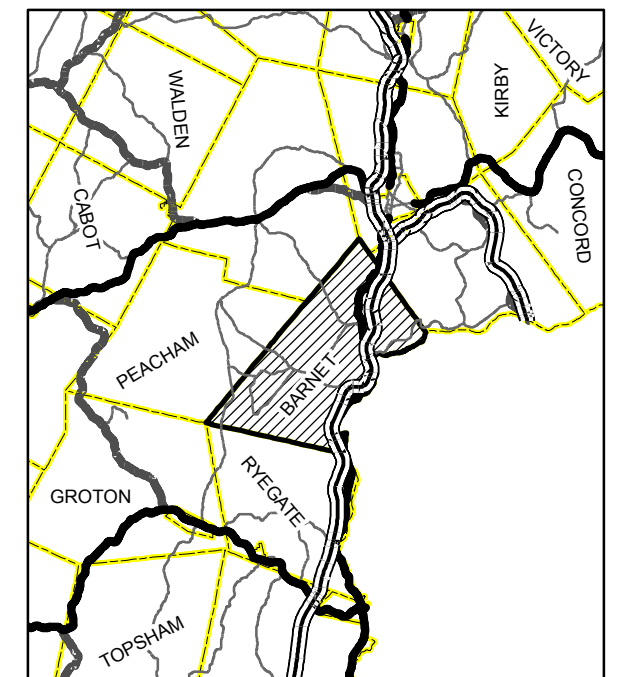 VICTORY
KIRBY
WALDEN
CONCORD
CABOT
PEACHAM
BARNET
RYEGATE
GROTON
TOPSHAM